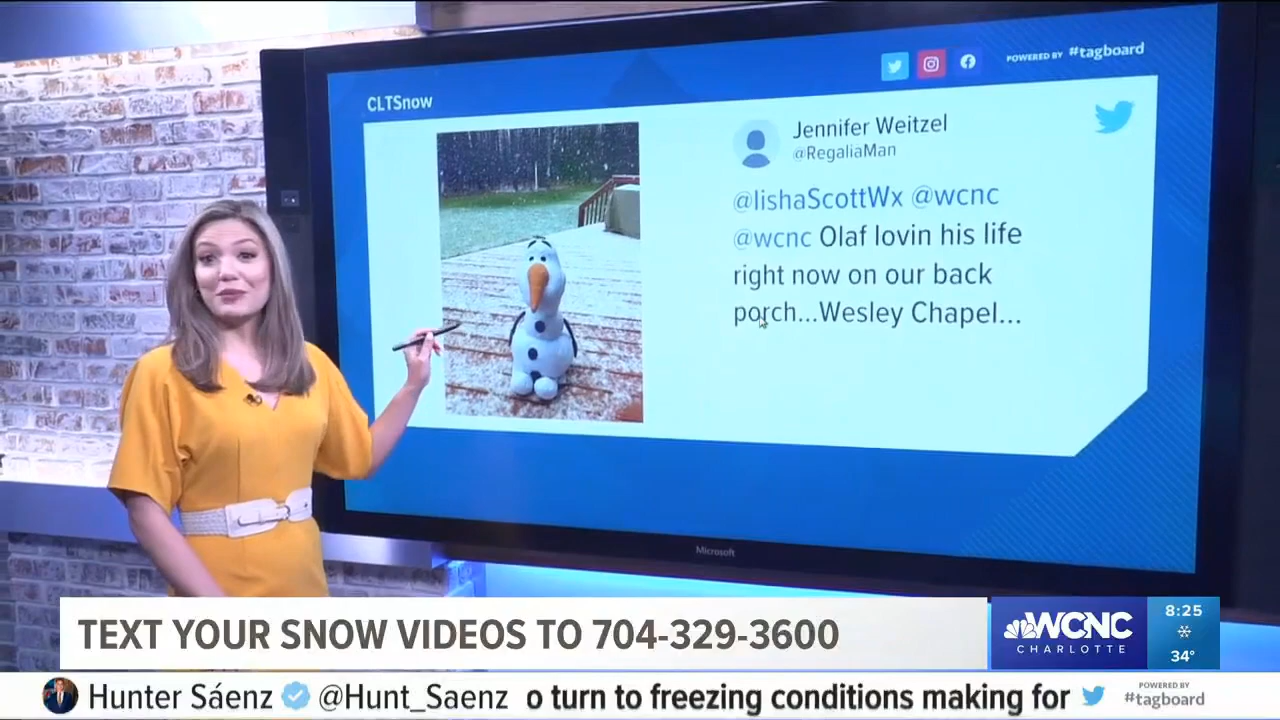 POWERED BY #tagboard
CLTSnow
Jennifer Weitzel
@RegaliaMan
@IishaScottWx @wcnc
@wcnc Olaf lovin his life
right now on our back
porch...Wesley Chapel...
Microsoft
TEXT YOUR SNOW VIDEOS TO 704-329-3600
WCNC
CHARLOTTE
8:25
34°
Hunter Sáenz @Hunt_Saenz o turn to freezing conditions making for
POWERED BY
#tagboard